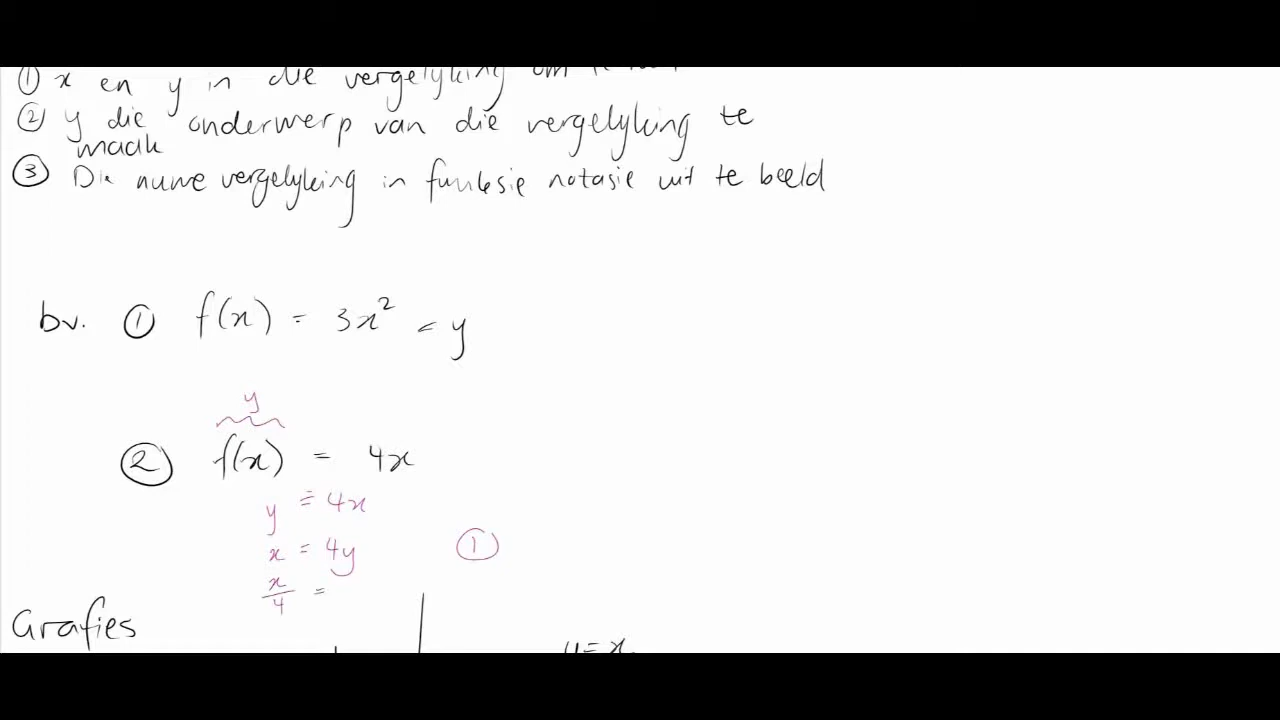 ① x en y in die vergelyking om te
② y die onderwerp van die vergelyking te
maak
③ Die nuwe vergelyking in funksie notasie uit te beeld
bv. ① f(x) = 3x² = y
y
② f(x) = 4x
y = 4x
x = 4y ①
x/4 =
Grafies
y = x